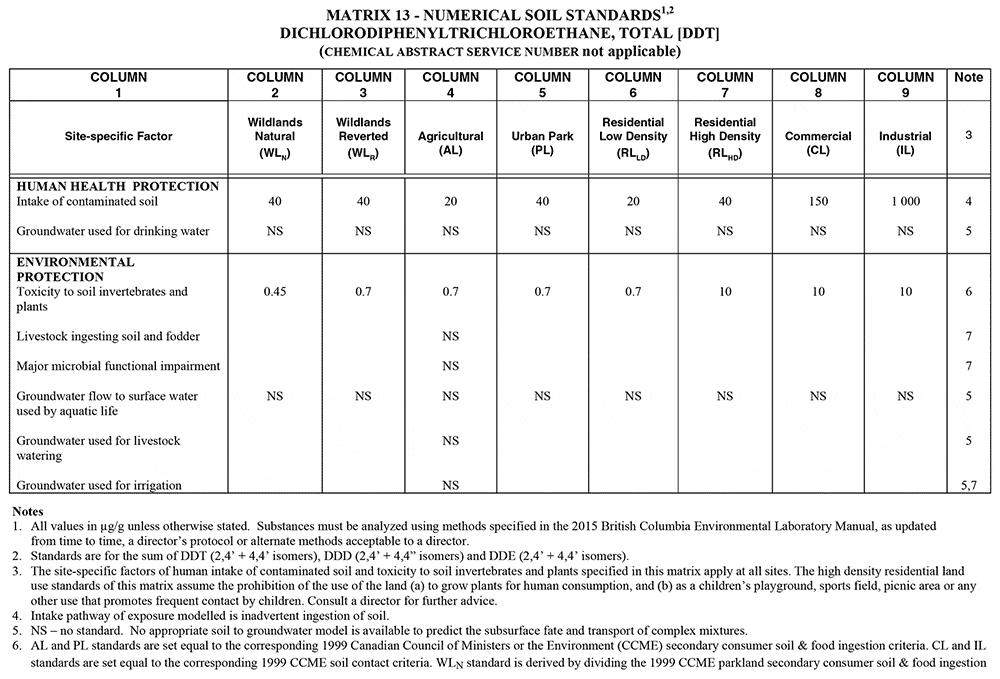 MATRIX 13 - NUMERICAL SOIL STANDARDS1,2
DICHLORODIPHENYLTRICHLOROETHANE, TOTAL [DDT]
(CHEMICAL ABSTRACT SERVICE NUMBER not applicable)
COLUMN 1 COLUMN 2 COLUMN 3 COLUMN 4 COLUMN 5 COLUMN 6 COLUMN 7 COLUMN 8 COLUMN 9 Note
Site-specific Factor Wildlands Natural (WLN) Wildlands Reverted (WLR) Agricultural (AL) Urban Park (PL) Residential Low Density (RLLD) Residential High Density (RLHD) Commercial (CL) Industrial (IL) 3
HUMAN HEALTH PROTECTION
Intake of contaminated soil 40 40 20 40 20 40 150 1 000 4
Groundwater used for drinking water NS NS NS NS NS NS NS NS 5
ENVIRONMENTAL
PROTECTION
Toxicity to soil invertebrates and 0.45 0.7 0.7 0.7 0.7 10 10 10 6
plants
Livestock ingesting soil and fodder NS 7
Major microbial functional impairment NS 7
Groundwater flow to surface water NS NS NS NS NS NS NS NS 5
used by aquatic life
Groundwater used for livestock NS 5
watering
Groundwater used for irrigation NS 5,7
Notes
1. All values in µg/g unless otherwise stated. Substances must be analyzed using methods specified in the 2015 British Columbia Environmental Laboratory Manual, as updated
from time to time, a director's protocol or alternate methods acceptable to a director.
2. Standards are for the sum of DDT (2,4' + 4,4' isomers), DDD (2,4' + 4,4" isomers) and DDE (2,4' + 4,4' isomers).
3. The site-specific factors of human intake of contaminated soil and toxicity to soil invertebrates and plants specified in this matrix apply at all sites. The high density residential land
use standards of this matrix assume the prohibition of the use of the land (a) to grow plants for human consumption, and (b) as a children's playground, sports field, picnic area or any
other use that promotes frequent contact by children. Consult a director for further advice.
4. Intake pathway of exposure modelled is inadvertent ingestion of soil.
5. NS – no standard. No appropriate soil to groundwater model is available to predict the subsurface fate and transport of complex mixtures.
6. AL and PL standards are set equal to the corresponding 1999 Canadian Council of Ministers or the Environment (CCME) secondary consumer soil & food ingestion criteria. CL and IL
standards are set equal to the corresponding 1999 CCME soil contact criteria. WLN standard is derived by dividing the 1999 CCME parkland secondary consumer soil & food ingestion